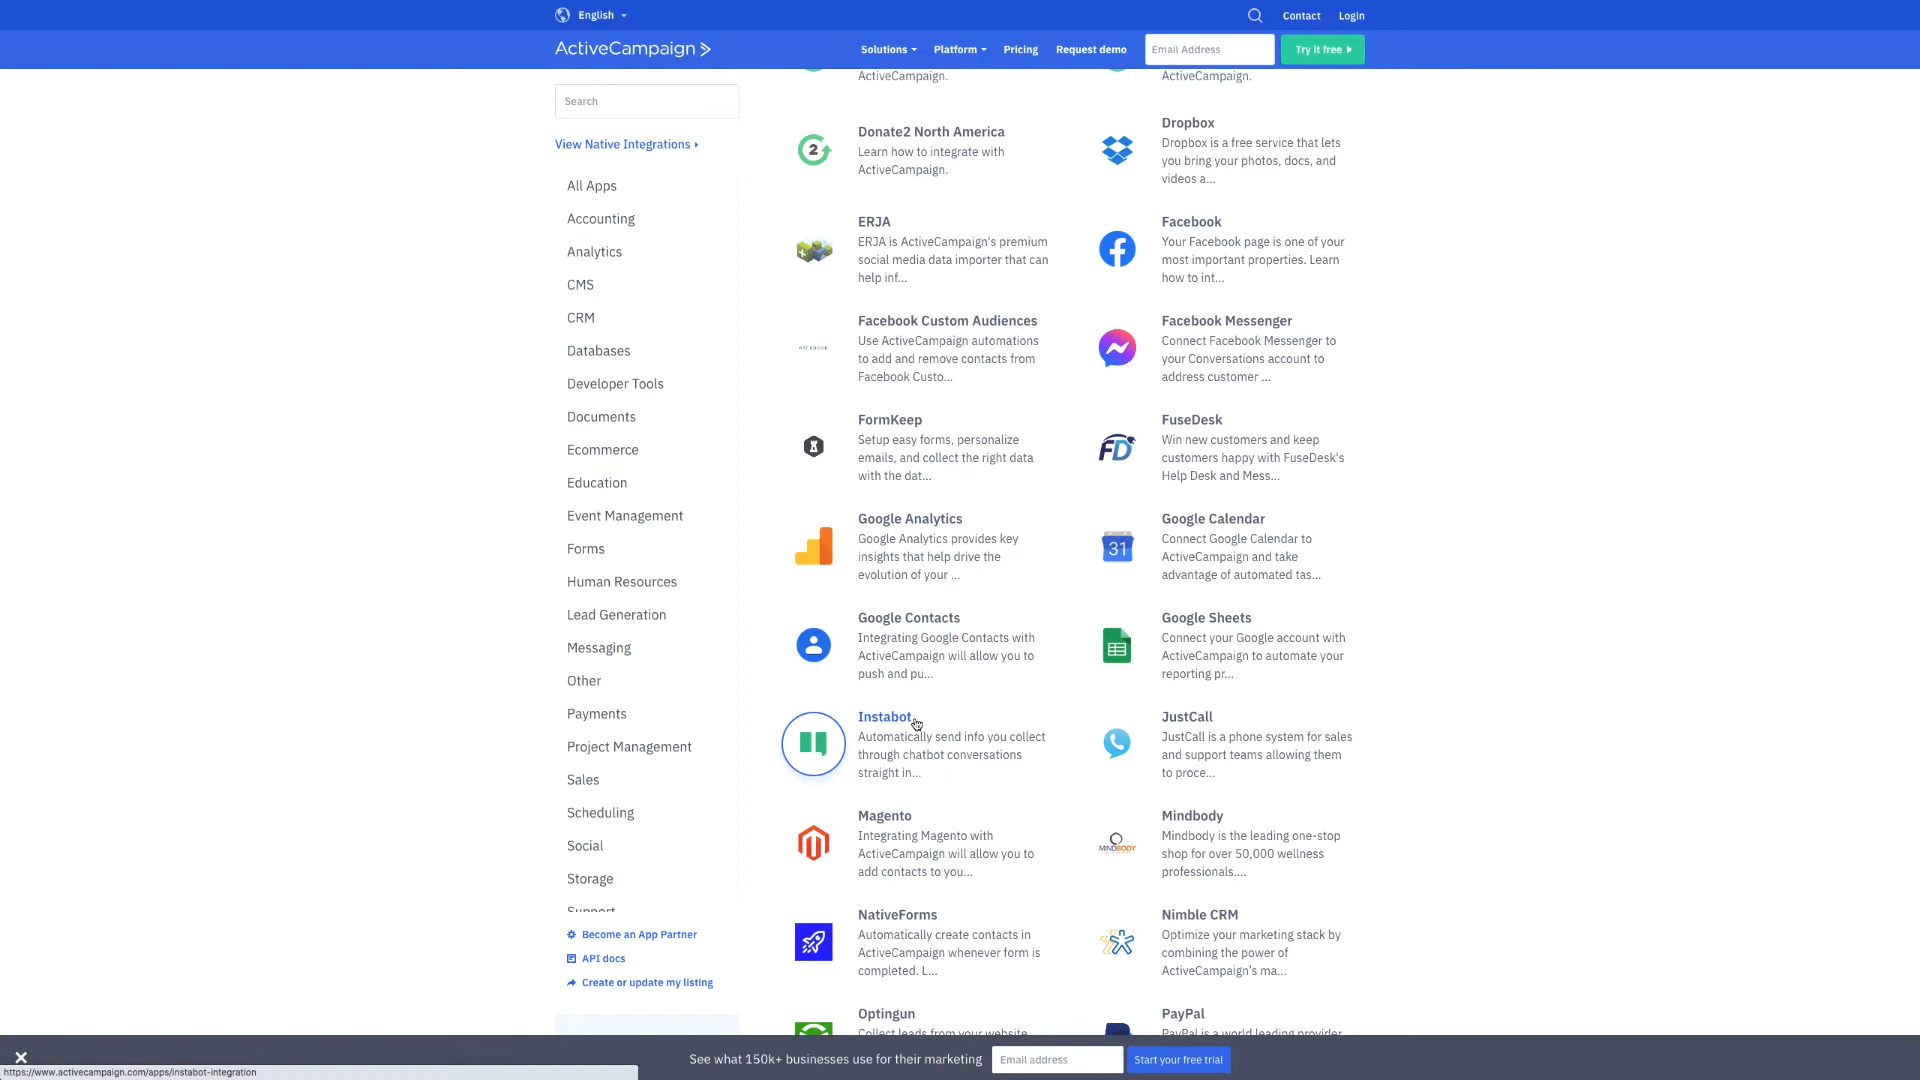 English
Contact
Login
ActiveCampaign >
Solutions
Platform
Pricing
Request demo
Email Address
Try it free
ActiveCampaign.
ActiveCampaign.
Search
View Native Integrations
All Apps
Accounting
Analytics
CMS
CRM
Databases
Developer Tools
Documents
Ecommerce
Education
Event Management
Forms
Human Resources
Lead Generation
Messaging
Other
Payments
Project Management
Sales
Scheduling
Social
Storage
Support
Become an App Partner
API docs
Create or update my listing
Donate2 North America
Learn how to integrate with
ActiveCampaign.
Dropbox
Dropbox is a free service that lets
you bring your photos, docs, and
videos a...
ERJA
ERJA is ActiveCampaign's premium
social media data importer that can
help inf...
Facebook
Your Facebook page is one of your
most important properties. Learn
how to int...
FACEBOOK
Facebook Custom Audiences
Use ActiveCampaign automations
to add and remove contacts from
Facebook Custo...
Facebook Messenger
Connect Facebook Messenger to
your Conversations account to
address customer ...
FormKeep
Setup easy forms, personalize
emails, and collect the right data
with the dat...
FD
FuseDesk
Win new customers and keep
customers happy with FuseDesk's
Help Desk and Mess...
Google Analytics
Google Analytics provides key
insights that help drive the
evolution of your ...
31
Google Calendar
Connect Google Calendar to
ActiveCampaign and take
advantage of automated tas...
Google Contacts
Integrating Google Contacts with
ActiveCampaign will allow you to
push and pu...
Google Sheets
Connect your Google account with
ActiveCampaign to automate your
reporting pr...
Instabot
Automatically send info you collect
through chatbot conversations
straight in...
JustCall
JustCall is a phone system for sales
and support teams allowing them
to proce...
Magento
Integrating Magento with
ActiveCampaign will allow you to
add contacts to you...
MINDBODY
Mindbody
Mindbody is the leading one-stop
shop for over 50,000 wellness
professionals....
NativeForms
Automatically create contacts in
ActiveCampaign whenever form is
completed. L...
Nimble CRM
Optimize your marketing stack by
combining the power of
ActiveCampaign's ma...
Optingun
Collect leads from your website
PayPal
PayPal is a world leading provider
See what 150k+ businesses use for their marketing
Email address
Start your free trial
https://www.activecampaign.com/apps/instabot-integration